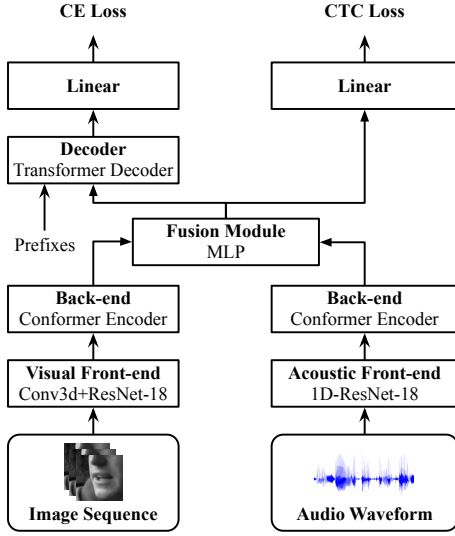 CE Loss
CTC Loss
Linear
Linear
Decoder
Transformer Decoder
Prefixes
Fusion Module
MLP
Back-end
Conformer Encoder
Back-end
Conformer Encoder
Visual Front-end
Conv3d+ResNet-18
Acoustic Front-end
1D-ResNet-18
Image Sequence
Audio Waveform